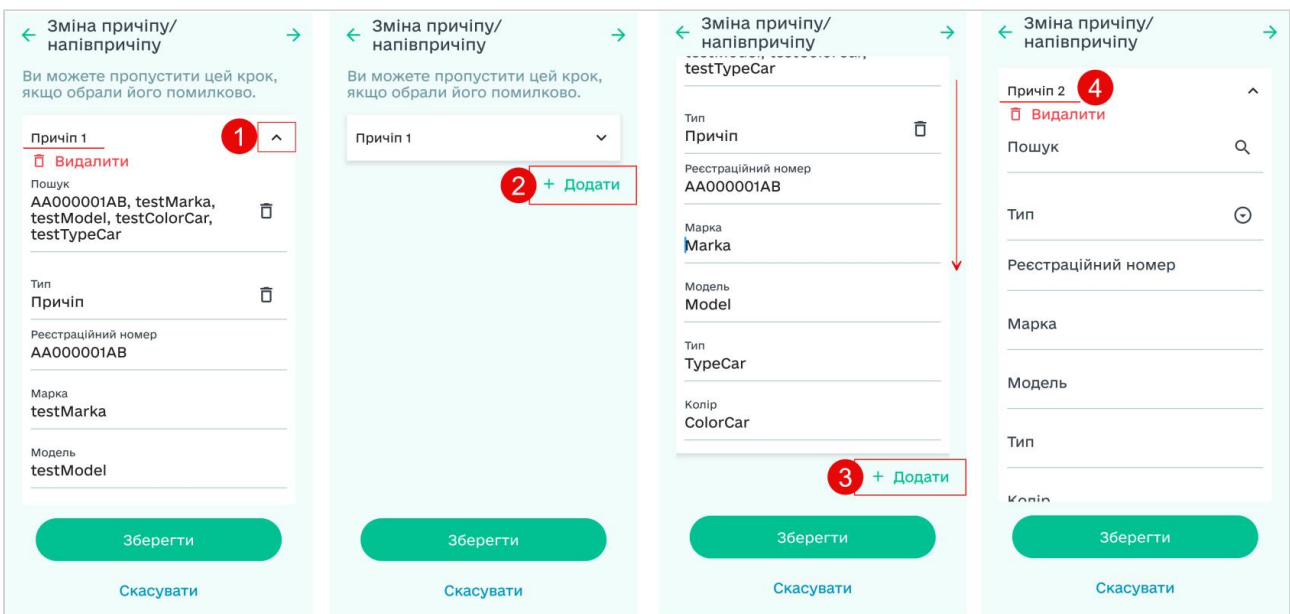 Зміна причіпу/
напівпричіпу
Ви можете пропустити цей крок,
якщо обрали його помилково.
Причіп 1
1
Видалити
Пошук
AA000001AB, testMarka,
testModel, testColorCar,
testTypeCar
Тип
Причіп
Реєстраційний номер
AA000001AB
Марка
testMarka
Модель
testModel
Зберегти
Скасувати
Зміна причіпу/
напівпричіпу
Ви можете пропустити цей крок,
якщо обрали його помилково.
Причіп 1
2 + Додати
Зберегти
Скасувати
Зміна причіпу/
напівпричіпу
testModel, testColorCar,
testTypeCar
Тип
Причіп
Реєстраційний номер
AA000001AB
Марка
Marka
Модель
Model
Тип
TypeCar
Колір
ColorCar
3 + Додати
Зберегти
Скасувати
Зміна причіпу/
напівпричіпу
Причіп 2
4
Видалити
Пошук
Тип
Реєстраційний номер
Марка
Модель
Тип
Колір
Зберегти
Скасувати